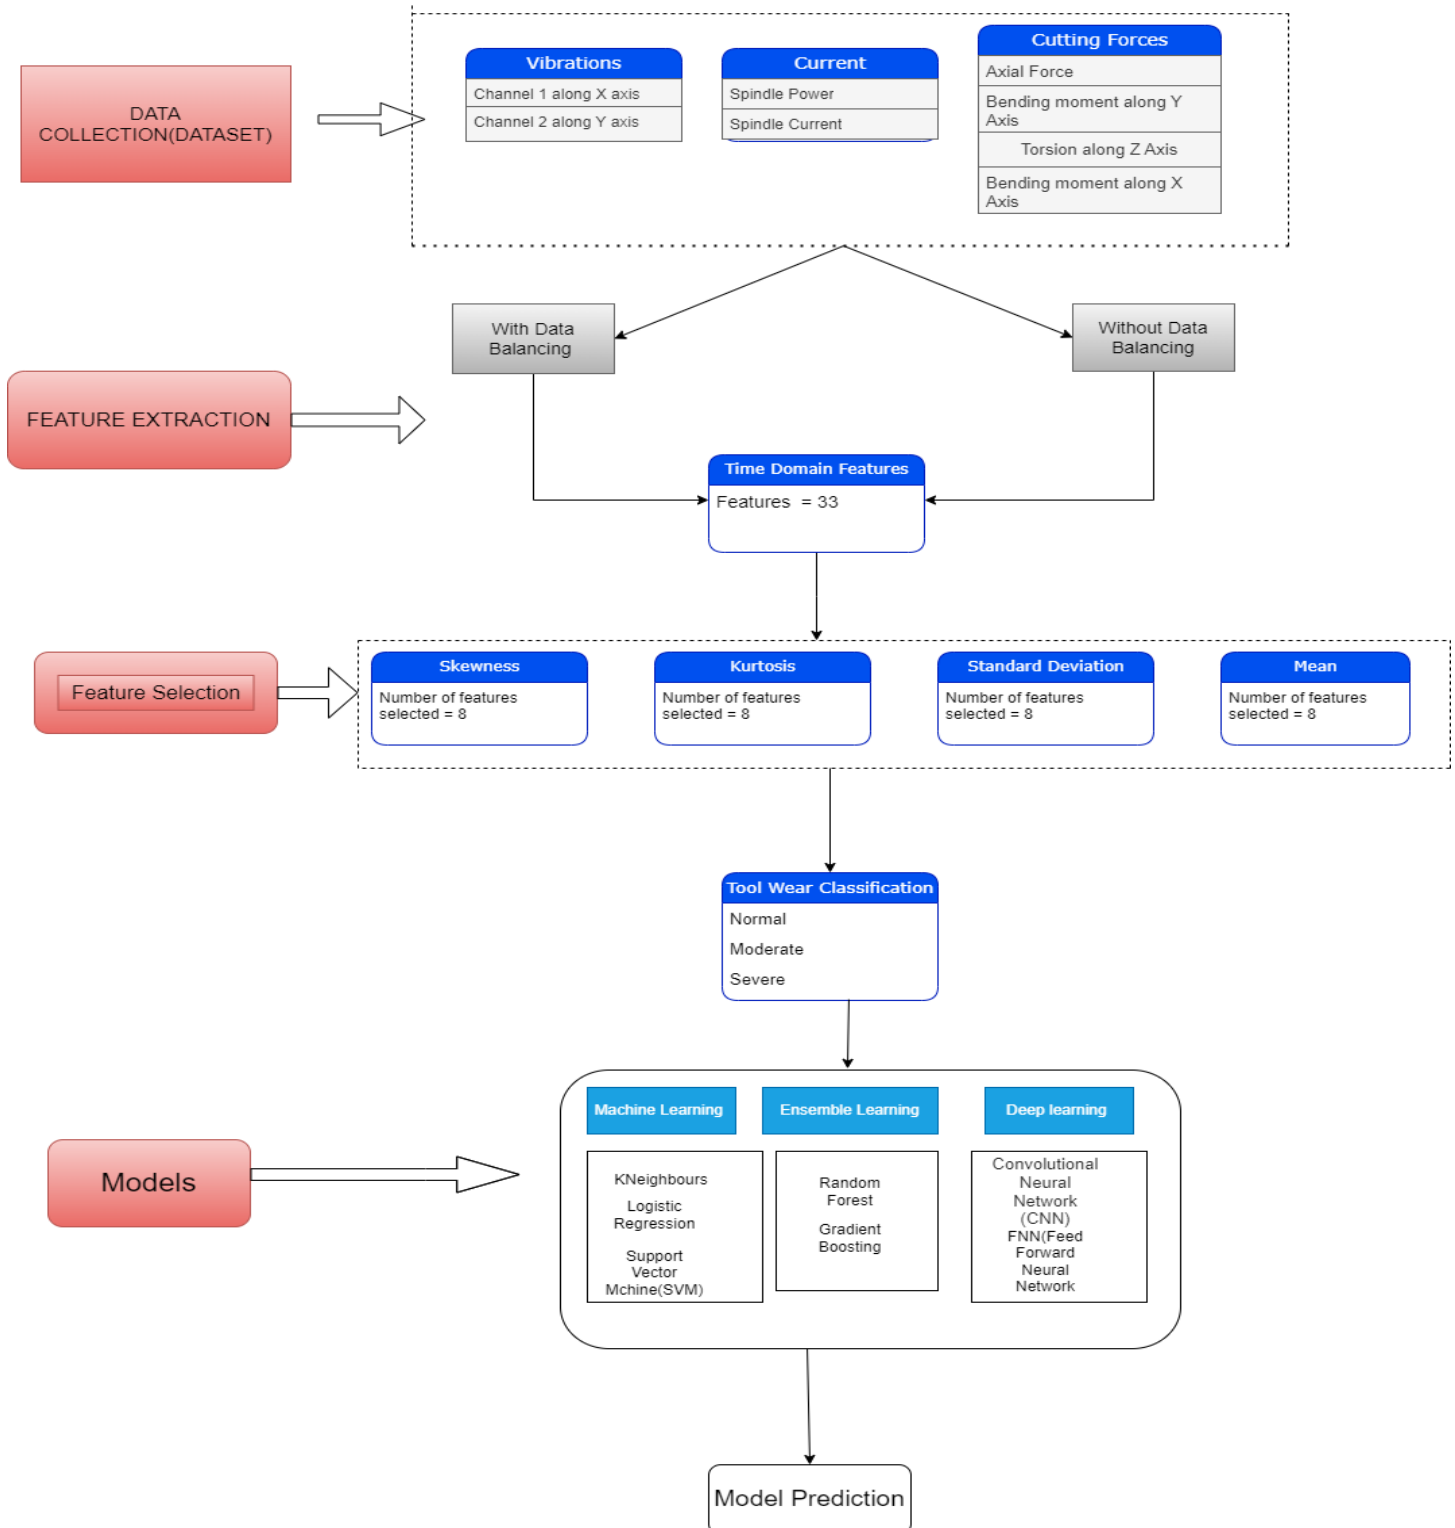 DATA
COLLECTION(DATASET)
Vibrations
Channel 1 along X axis
Channel 2 along Y axis
Current
Spindle Power
Spindle Current
Cutting Forces
Axial Force
Bending moment along Y
Axis
Torsion along Z Axis
Bending moment along X
Axis
With Data
Balancing
Without Data
Balancing
FEATURE EXTRACTION
Time Domain Features
Features = 33
Feature Selection
Skewness
Number of features
selected = 8
Kurtosis
Number of features
selected = 8
Standard Deviation
Number of features
selected = 8
Mean
Number of features
selected = 8
Tool Wear Classification
Normal
Moderate
Severe
Models
Machine Learning
KNeighbours
Logistic
Regression
Support
Vector
Mchine(SVM)
Ensemble Learning
Random
Forest
Gradient
Boosting
Deep learning
Convolutional
Neural
Network
(CNN)
FNN(Feed
Forward
Neural
Network
Model Prediction